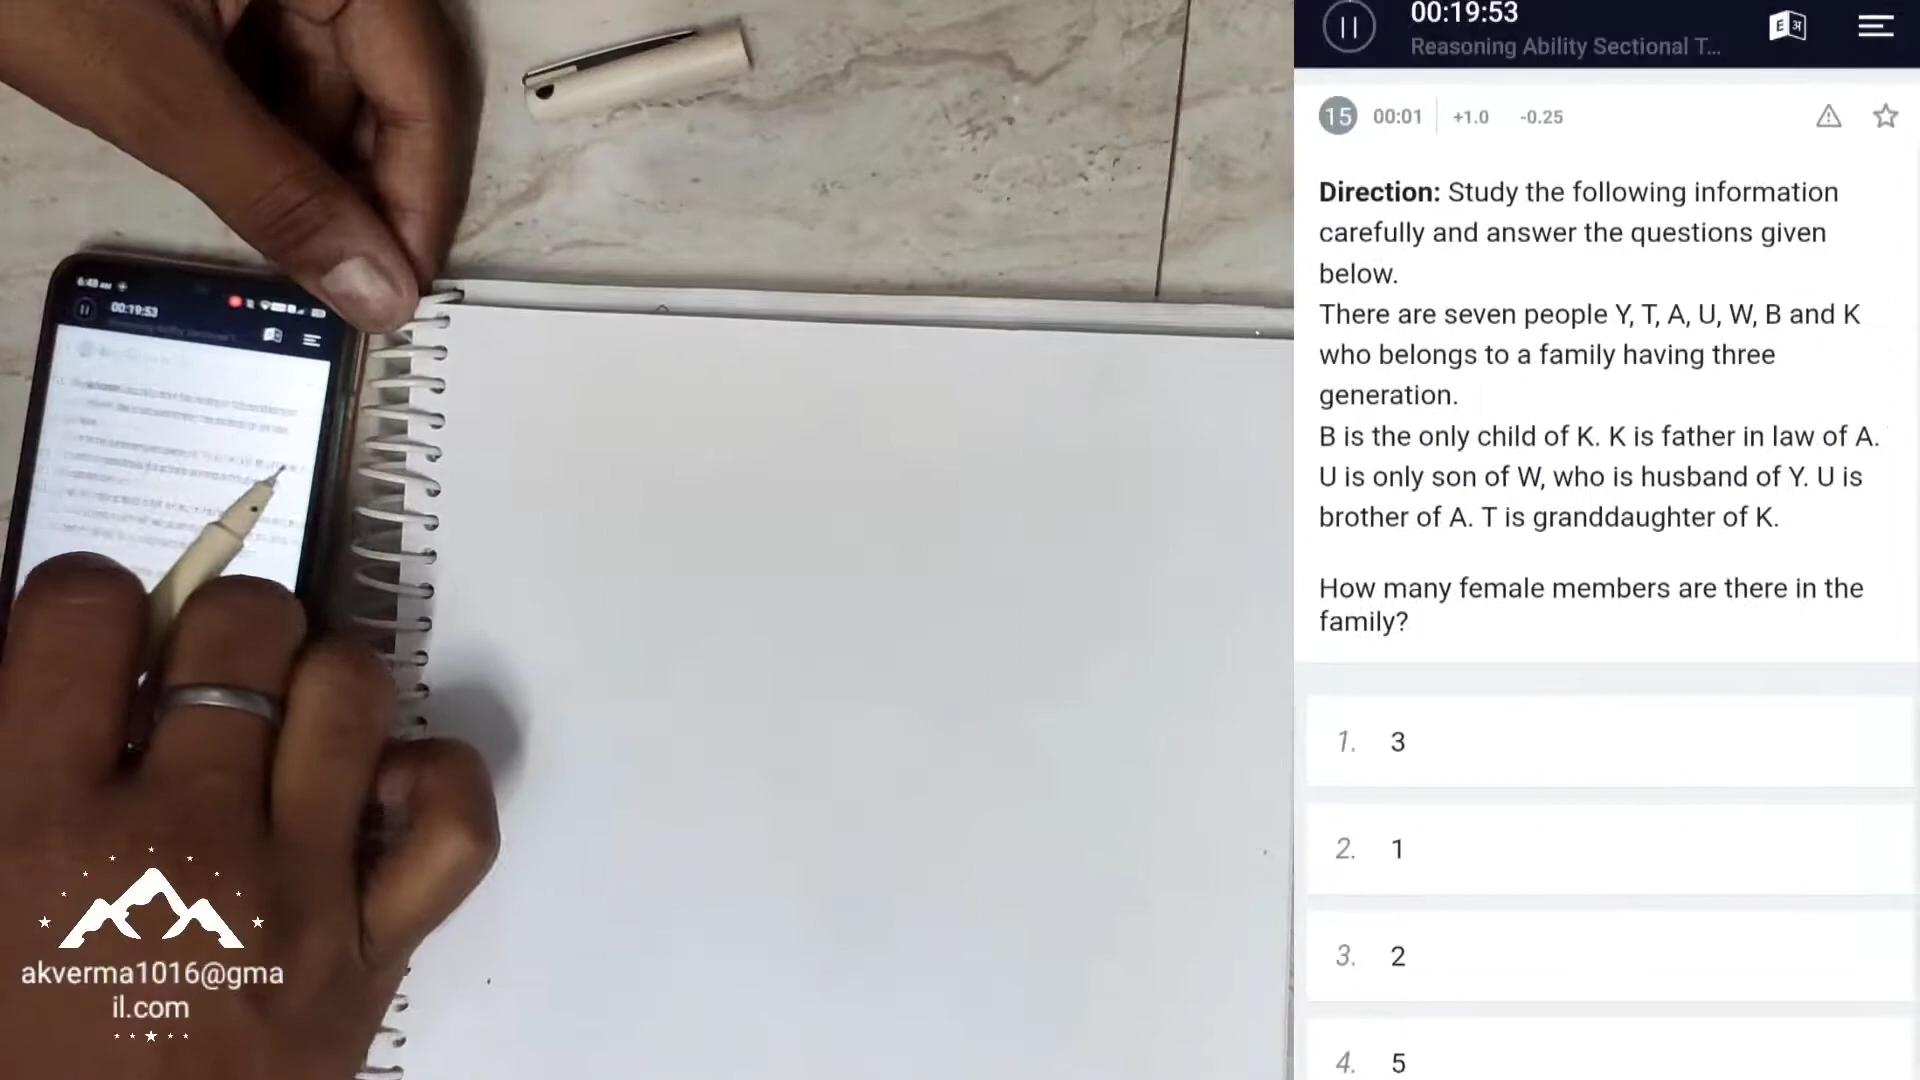 00:19:53
Reasoning Ability Sectional T...
E अ
15 00:01 +1.0 -0.25
Direction: Study the following information
carefully and answer the questions given
below.
There are seven people Y, T, A, U, W, B and K
who belongs to a family having three
generation.
B is the only child of K. K is father in law of A.
U is only son of W, who is husband of Y. U is
brother of A. T is granddaughter of K.
How many female members are there in the
family?
1. 3
2. 1
3. 2
4. 5
6:48 AM
00:19:53
akverma1016@gma
il.com